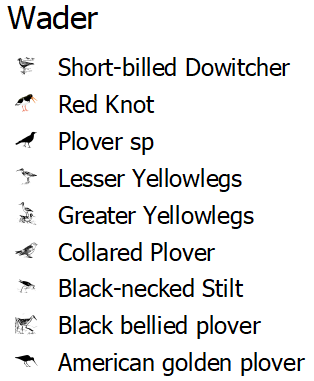 Wader
Short-billed Dowitcher
Red Knot
Plover sp
Lesser Yellowlegs
Greater Yellowlegs
Collared Plover
Black-necked Stilt
Black bellied plover
American golden plover